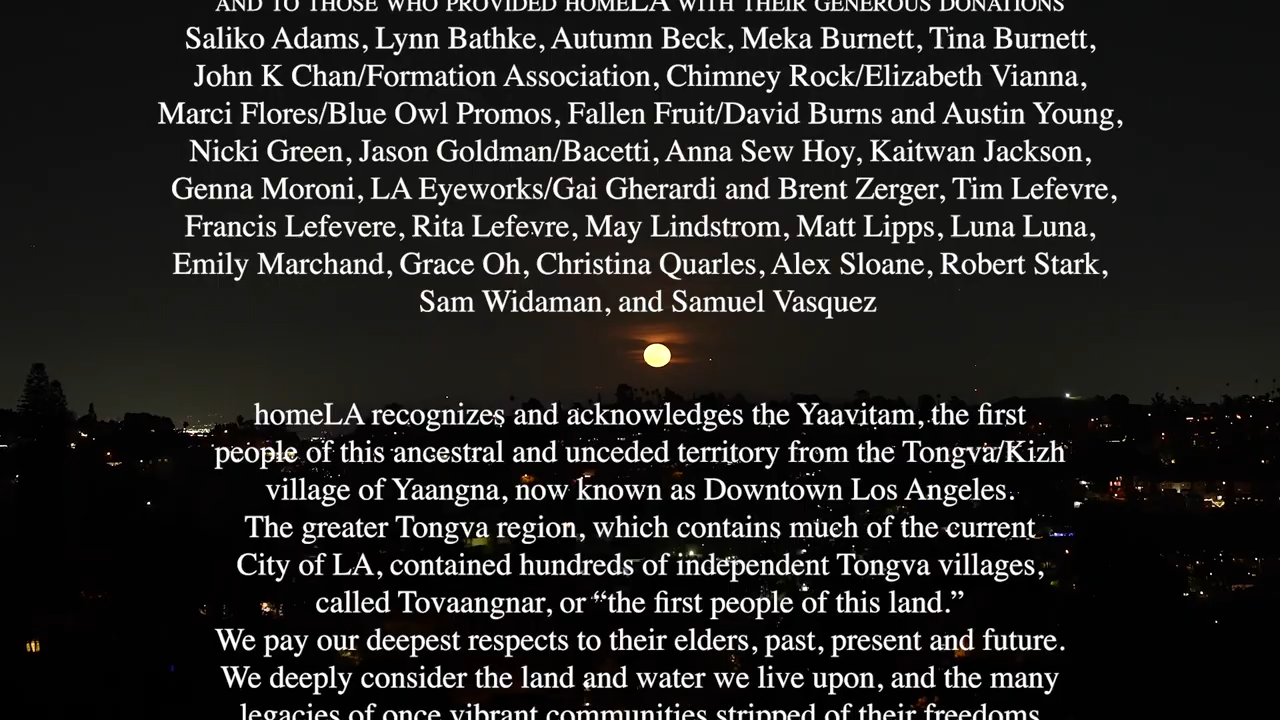 AND TO THOSE WHO PROVIDED HOMELA WITH THEIR GENEROUS DONATIONS
Saliko Adams, Lynn Bathke, Autumn Beck, Meka Burnett, Tina Burnett,
John K Chan/Formation Association, Chimney Rock/Elizabeth Vianna,
Marci Flores/Blue Owl Promos, Fallen Fruit/David Burns and Austin Young,
Nicki Green, Jason Goldman/Bacetti, Anna Sew Hoy, Kaitwan Jackson,
Genna Moroni, LA Eyeworks/Gai Gherardi and Brent Zerger, Tim Lefevre,
Francis Lefevere, Rita Lefevre, May Lindstrom, Matt Lipps, Luna Luna,
Emily Marchand, Grace Oh, Christina Quarles, Alex Sloane, Robert Stark,
Sam Widaman, and Samuel Vasquez
homeLA recognizes and acknowledges the Yaavitam, the first
people of this ancestral and unceded territory from the Tongva/Kizh
village of Yaangna, now known as Downtown Los Angeles.
The greater Tongva region, which contains much of the current
City of LA, contained hundreds of independent Tongva villages,
called Tovaangnar, or “the first people of this land.”
We pay our deepest respects to their elders, past, present and future.
We deeply consider the land and water we live upon, and the many
legacies of once vibrant communities stripped of their freedoms